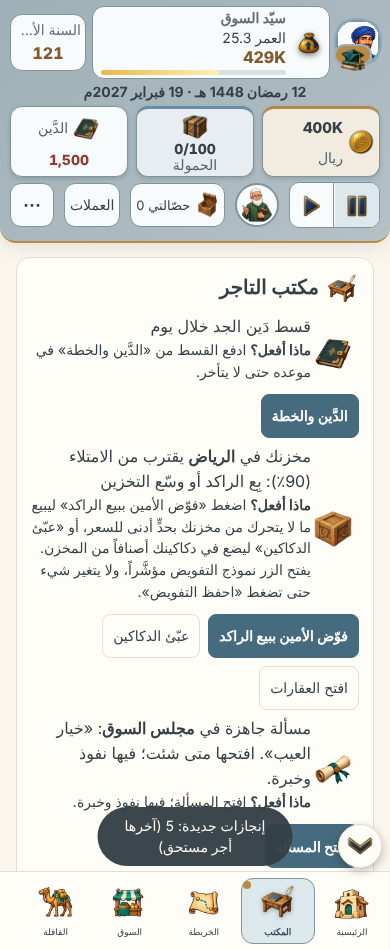 سيّد السوق
العمر 25.3
429K
السنة ...
121
12 رمضان 1448 هـ · 19 فبراير 2027م
400K
ريال
0/100
الحمولة
الدَّين
1,500
حصّالتي 0
العملات
...
مكتب التاجر
قسط دَين الجد خلال يوم
ماذا أفعل؟ ادفع القسط من «الدَّين والخطة» في
موعده حتى لا يتأخر.
الدَّين والخطة
مخزنك في الرياض يقترب من الامتلاء
(90٪): بِع الراكد أو وسّع التخزين
ماذا أفعل؟ اضغط «فوّض الأمين ببيع الراكد» ليبيع
ما لا يتحرك من مخزنك بحدٍّ أدنى للسعر، أو «عبّئ
الدكاكين» ليضع في دكاكينك أصنافاً من المخزن.
يفتح الزر نموذج التفويض مؤشَّراً، ولا يتغير شيء
حتى تضغط «احفظ التفويض».
فوّض الأمين ببيع الراكد
عبّئ الدكاكين
افتح العقارات
مسألة جاهزة في مجلس السوق: «خيار
العيب». افتحها متى شئت؛ فيها نفوذ
وخبرة.
ماذا أفعل؟ افتح المسألة؛ فيها نفوذ وخبرة.
إنجازات جديدة: 5 (آخرها
أجر مستحق)
الرئيسية
المكتب
الخريطة
السوق
القافلة